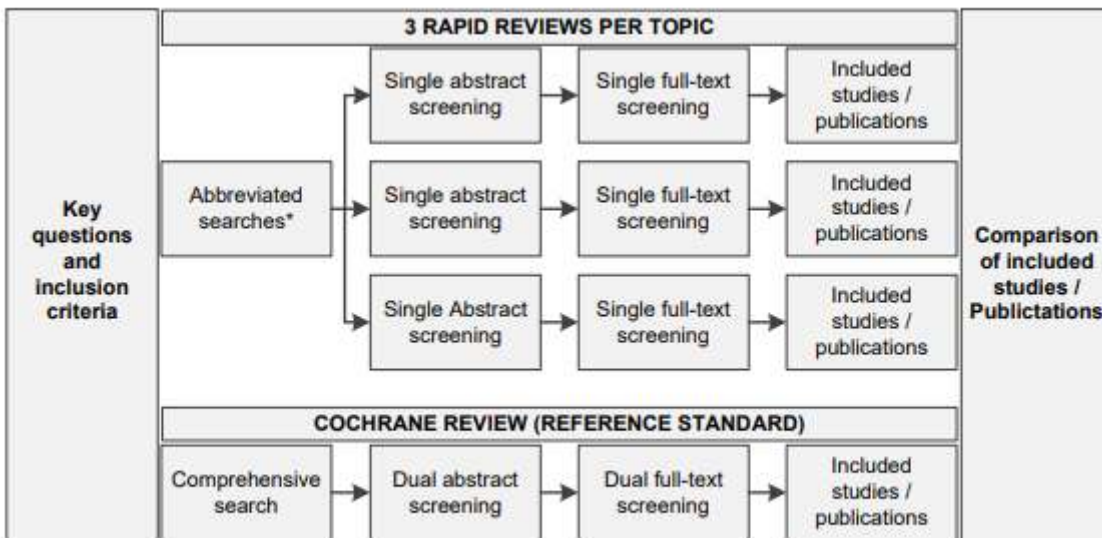 Key
questions
and
inclusion
criteria
3 RAPID REVIEWS PER TOPIC
Abbreviated
searches*
Single abstract
screening
Single full-text
screening
Included
studies /
publications
Single abstract
screening
Single full-text
screening
Included
studies /
publications
Single Abstract
screening
Single full-text
screening
Included
studies /
publications
COCHRANE REVIEW (REFERENCE STANDARD)
Comprehensive
search
Dual abstract
screening
Dual full-text
screening
Included
studies /
publications
Comparison
of included
studies /
Publictations